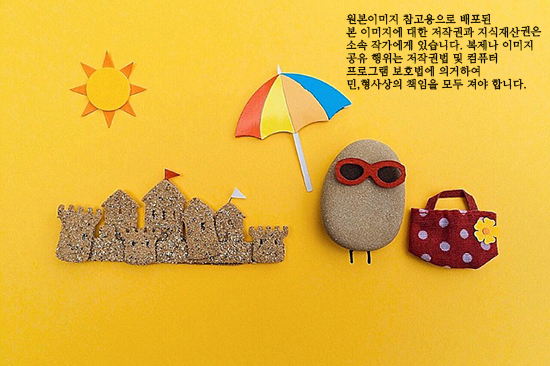 원본이미지 참고용으로 배포된
본 이미지에 대한 저작권과 지식재산권은
소속 작가에게 있습니다. 복제나 이미지
공유 행위는 저작권법 및 컴퓨터
프로그램 보호법에 의거하여
민,형사상의 책임을 모두 져야 합니다.